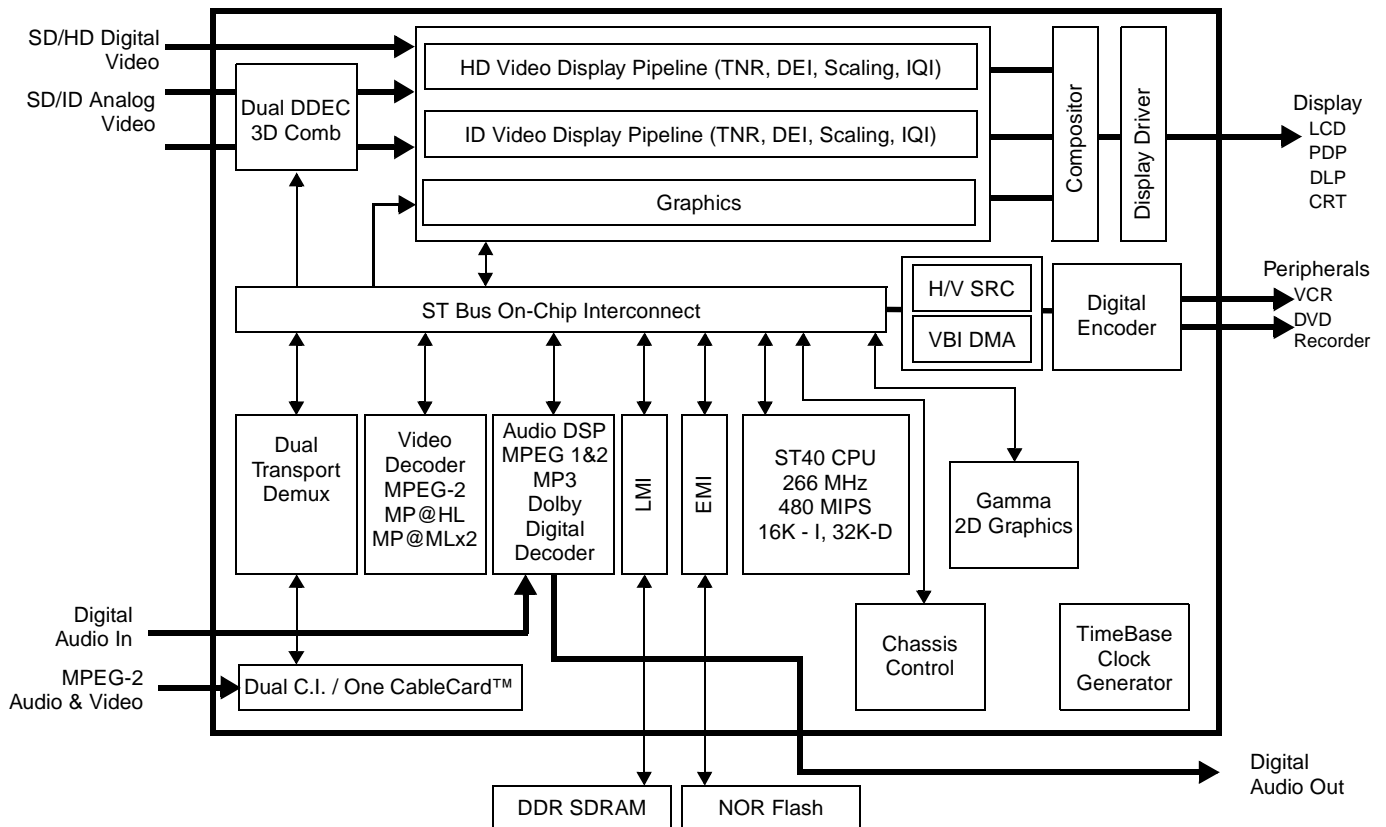 SD/HD Digital
Video
SD/ID Analog
Video
Dual DDEC
3D Comb
HD Video Display Pipeline (TNR, DEI, Scaling, IQI)
ID Video Display Pipeline (TNR, DEI, Scaling, IQI)
Graphics
Compositor
Display Driver
Display
LCD
PDP
DLP
CRT
ST Bus On-Chip Interconnect
H/V SRC
VBI DMA
Digital
Encoder
Peripherals
VCR
DVD
Recorder
Dual
Transport
Demux
Video
Decoder
MPEG-2
MP@HL
MP@MLx2
Audio DSP
MPEG 1&2
MP3
Dolby
Digital
Decoder
LMI
EMI
ST40 CPU
266 MHz
480 MIPS
16K - I, 32K-D
Gamma
2D Graphics
Digital
Audio In
MPEG-2
Audio & Video
Dual C.I. / One CableCard™
Chassis
Control
TimeBase
Clock
Generator
DDR SDRAM
NOR Flash
Digital
Audio Out